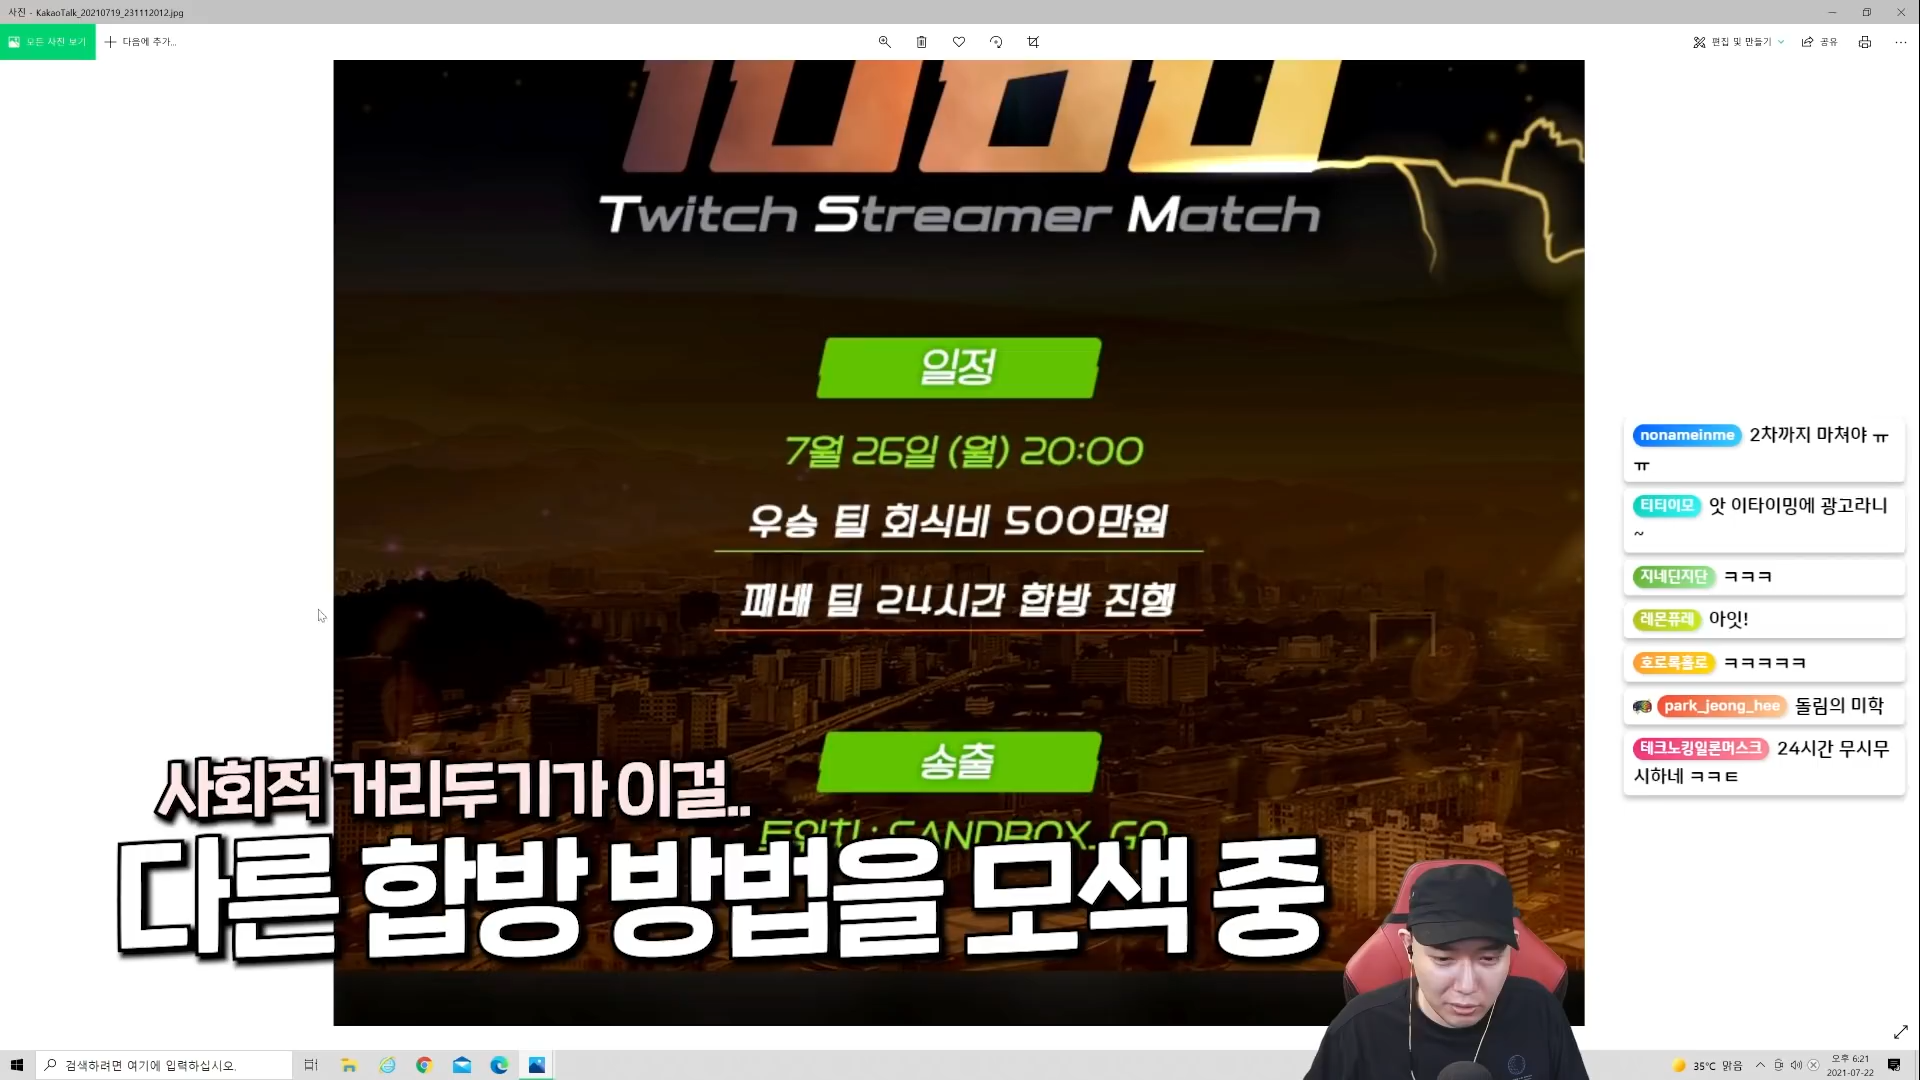 사진 - KakaoTalk_20210719_231112012.jpg
모든 사진 보기
다음에 추가...
편집 및 만들기
공유
Twitch Streamer Match
일정
7월 26일 (월) 20:00
우승 팀 회식비 500만원
패배 팀 24시간 합방 진행
송출
트위치 : SANDBOX_GO
사회적 거리두기가 이걸..
다른 합방 방법을 모색 중
nonameinme 2차까지 마쳐야 ㅠ
ㅠ
티티이모 앗 이타이밍에 광고라니
~
지네딘지단 ㅋㅋㅋ
레몬퓨레 아잇!
호로록홀로 ㅋㅋㅋㅋㅋ
park_jeong_hee 돌림의 미학
테크노킹일론머스크 24시간 무시무
시하네 ㅋㅋㅌ
검색하려면 여기에 입력하십시오.
35°C 맑음
오후 6:21
2021-07-22